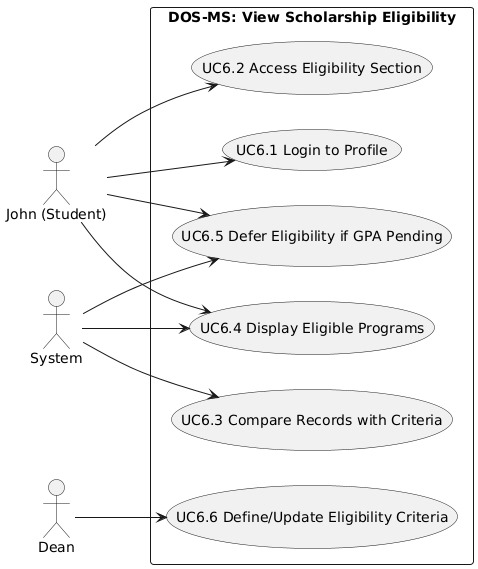 DOS-MS: View Scholarship Eligibility
UC6.2 Access Eligibility Section
UC6.1 Login to Profile
John (Student)
UC6.5 Defer Eligibility if GPA Pending
UC6.4 Display Eligible Programs
System
UC6.3 Compare Records with Criteria
UC6.6 Define/Update Eligibility Criteria
Dean